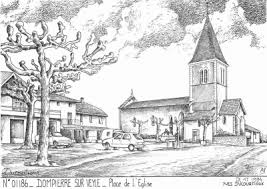 N° 01186 _ DOMPIERRE SUR VEYLE _ Place de l'Eglise
YVES DUCOURTIOUX